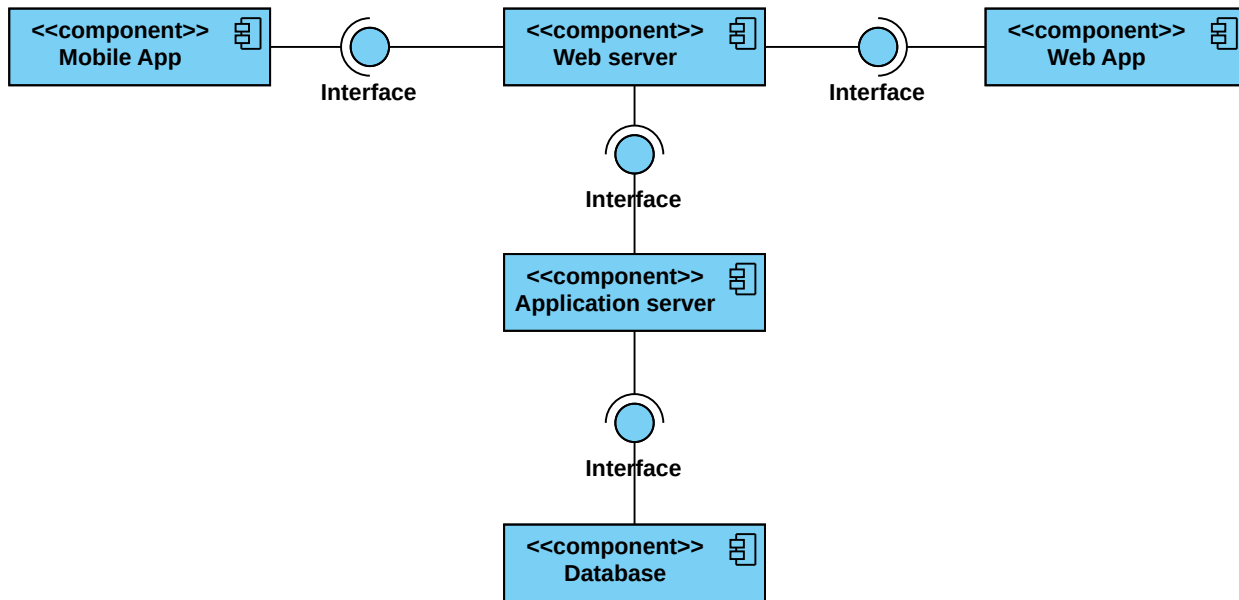 <<component>>
Mobile App
<<component>>
Web server
<<component>>
Web App
Interface
Interface
Interface
<<component>>
Application server
Interface
<<component>>
Database